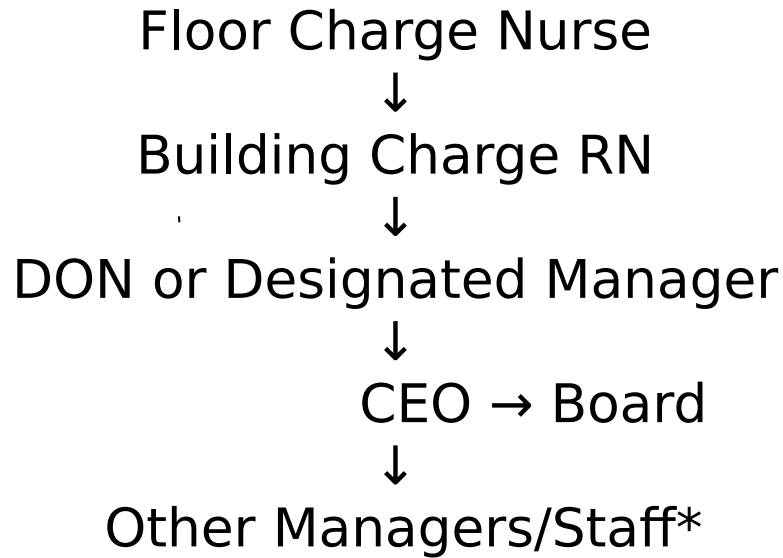 Floor Charge Nurse
↓
Building Charge RN
↓
DON or Designated Manager
↓
CEO → Board
↓
Other Managers/Staff*